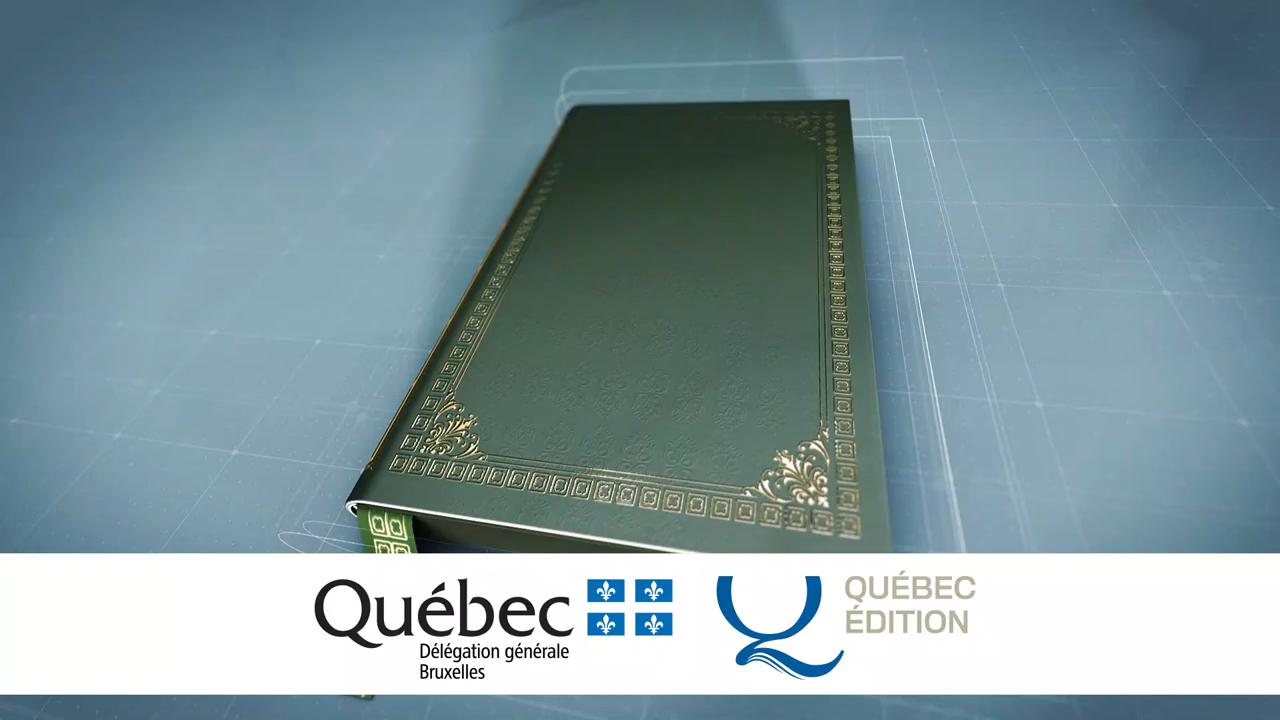 Québec
Délégation générale
Bruxelles
QUÉBEC
ÉDITION